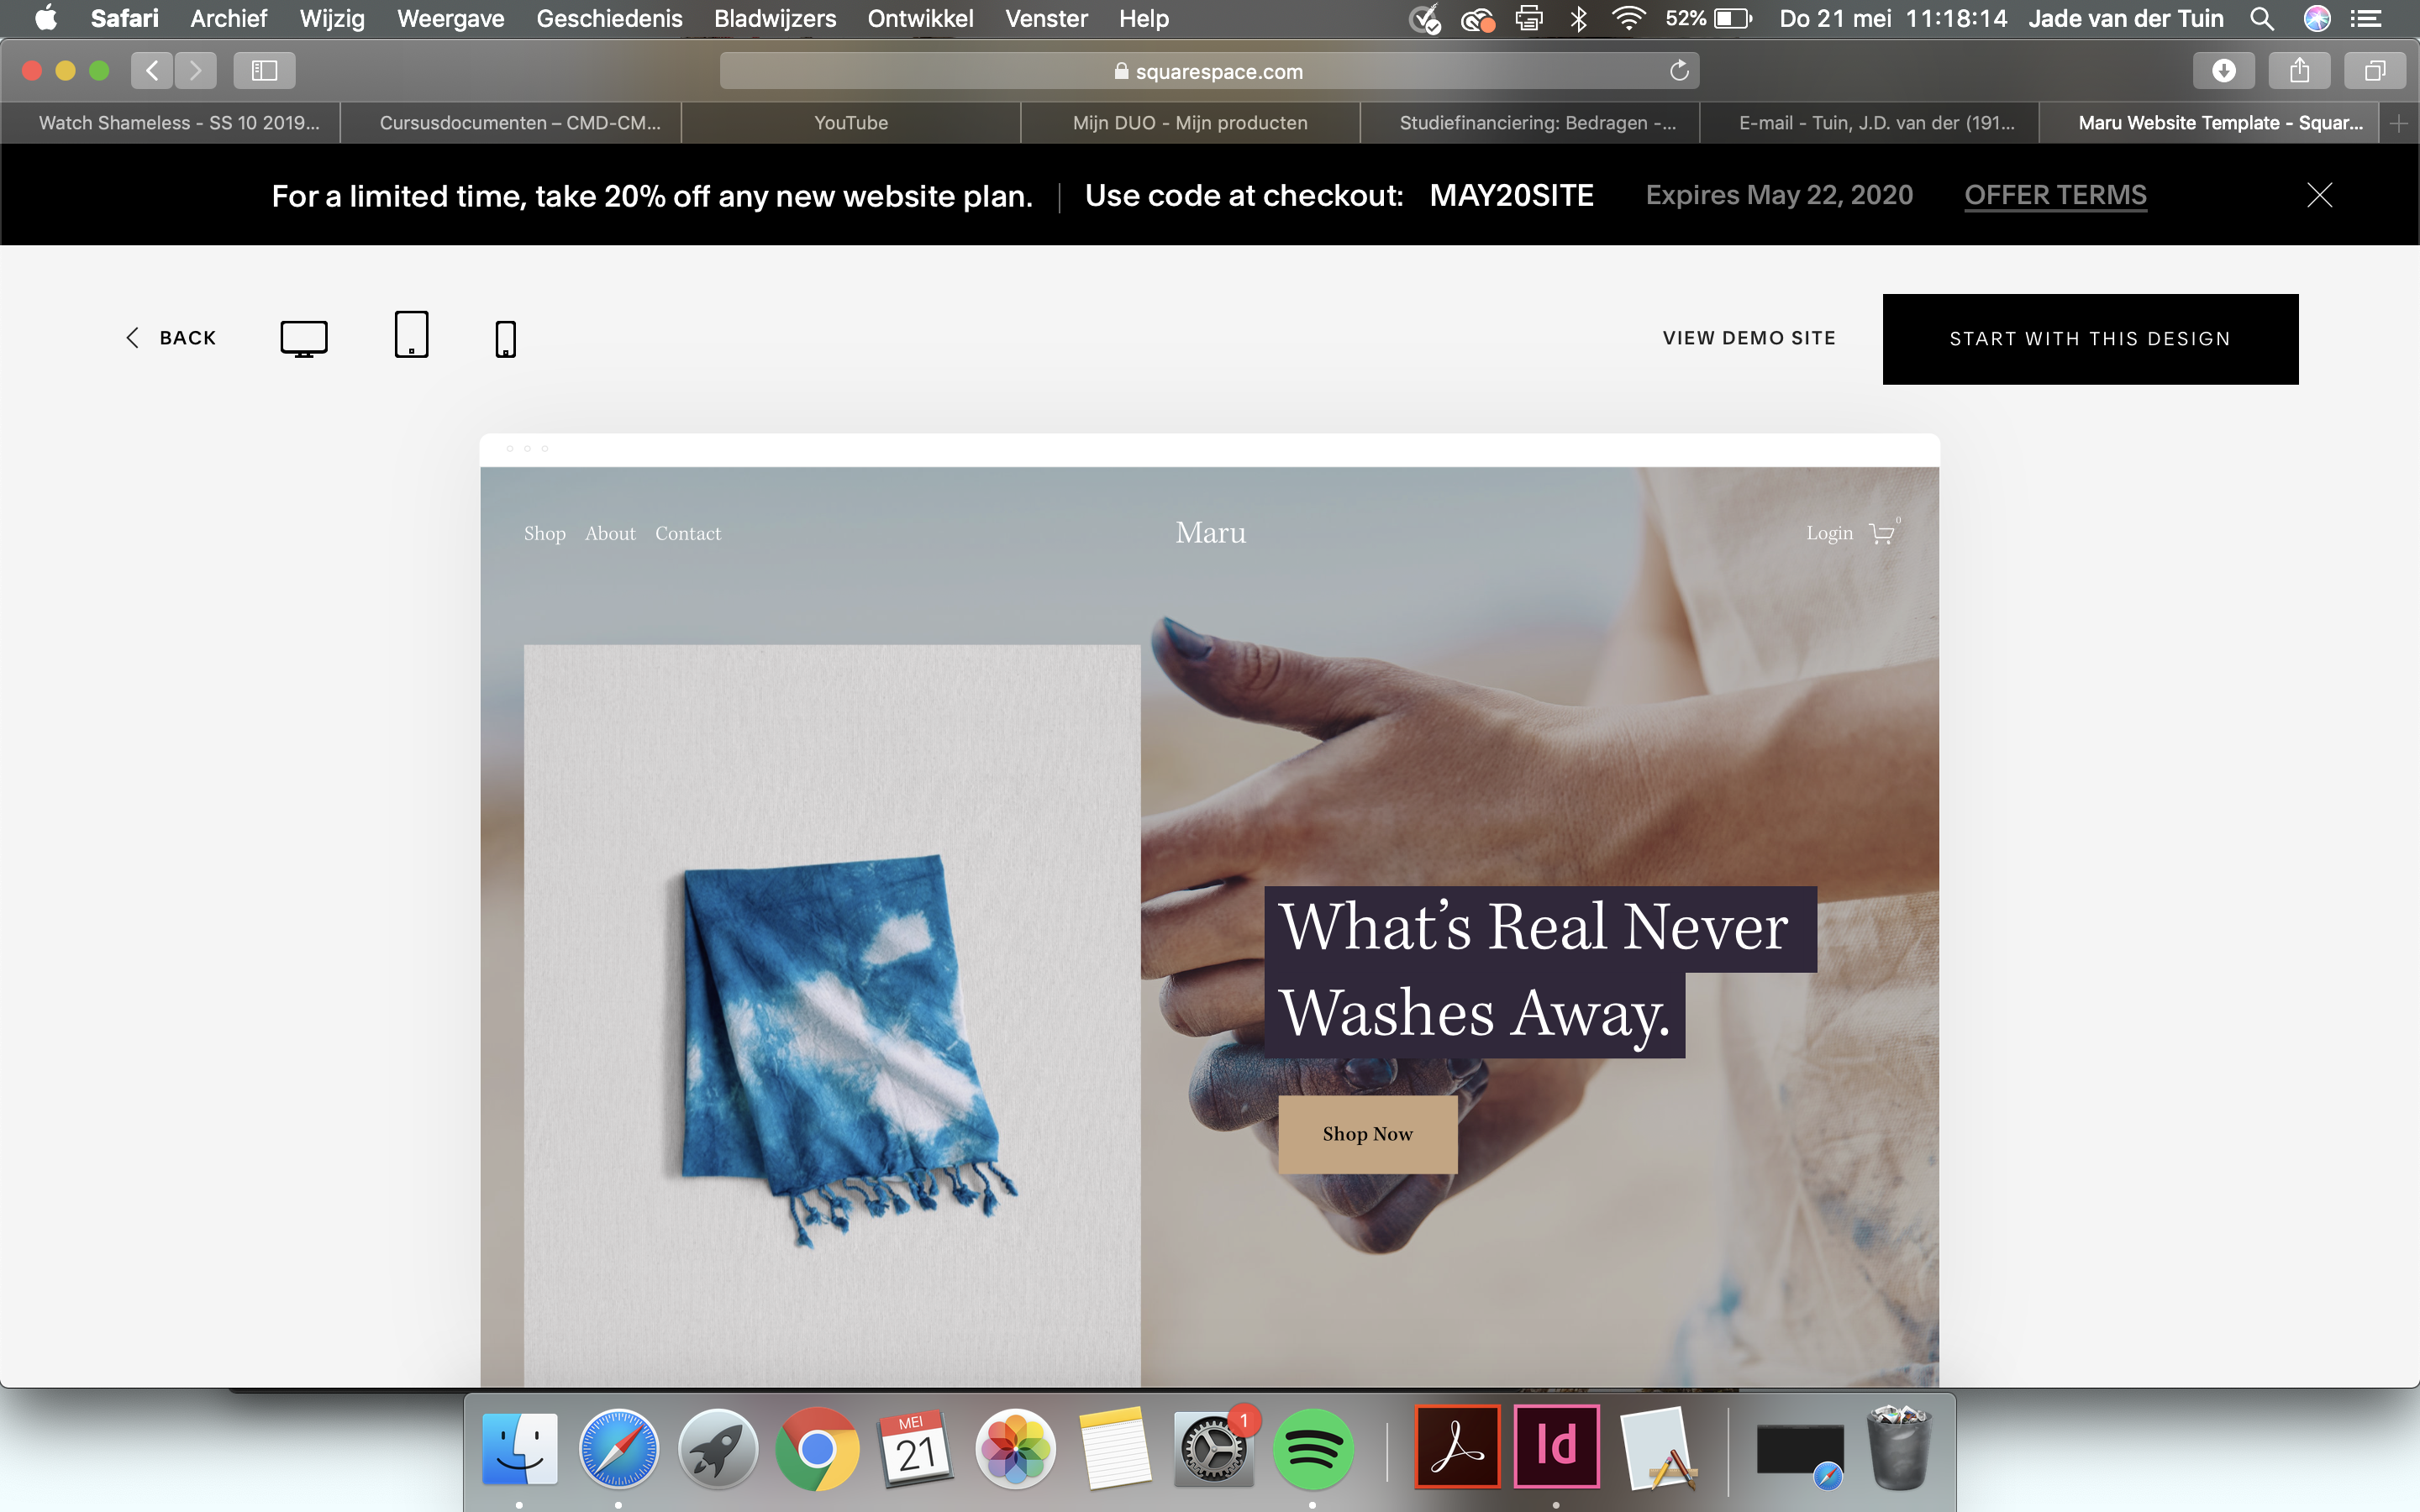 Safari Archief Wijzig Weergave Geschiedenis Bladwijzers Ontwikkel Venster Help 52% Do 21 mei 11:18:14 Jade van der Tuin
squarespace.com
Watch Shameless - SS 10 2019... Cursusdocumenten – CMD-CM... YouTube Mijn DUO - Mijn producten Studiefinanciering: Bedragen -... E-mail - Tuin, J.D. van der (191... Maru Website Template - Squar...
For a limited time, take 20% off any new website plan. Use code at checkout: MAY20SITE Expires May 22, 2020 OFFER TERMS
BACK VIEW DEMO SITE START WITH THIS DESIGN
Shop About Contact Maru Login 0
What’s Real Never
Washes Away.
Shop Now
MEI
21
1
Id